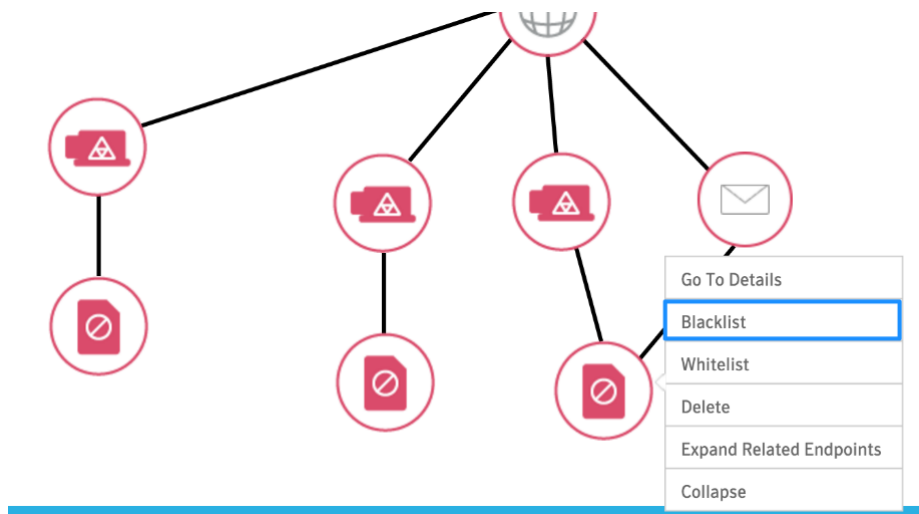 Go To Details
Blacklist
Whitelist
Delete
Expand Related Endpoints
Collapse